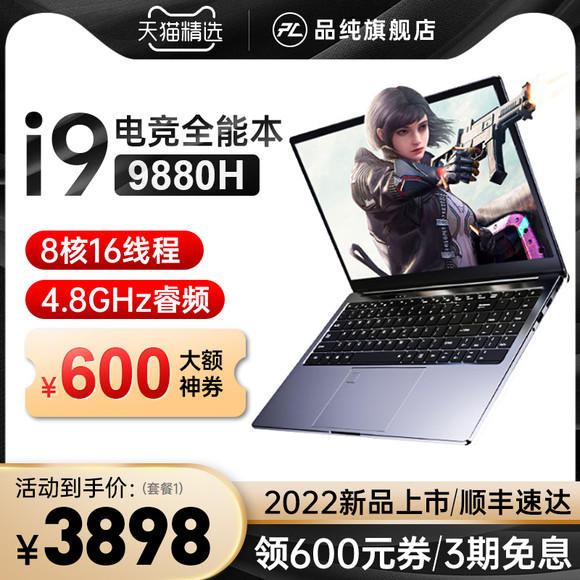 天猫精选
PL 品纯旗舰店
i9 电竞全能本
9880H
8核16线程
4.8GHz睿频
¥600 大额
神券
活动到手价: (套餐1)
¥3898
2022新品上市/顺丰速达
领600元券/3期免息